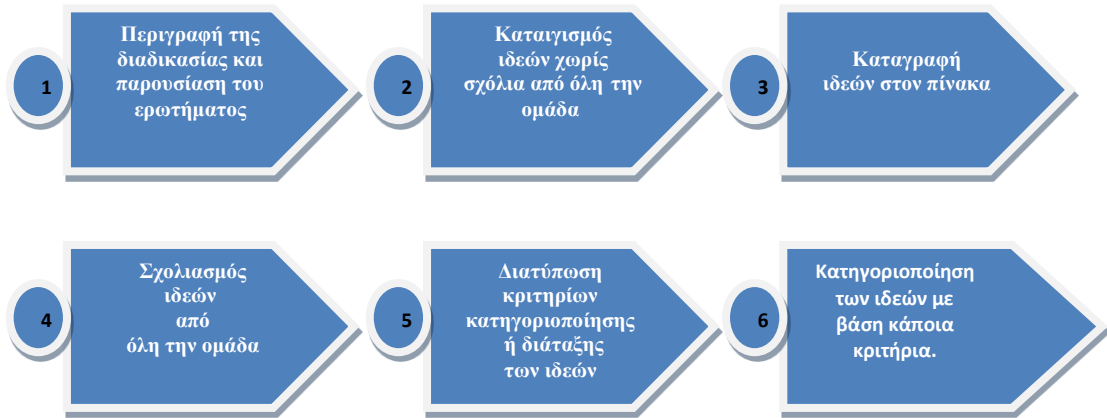 1
Περιγραφή της
διαδικασίας και
παρουσίαση του
ερωτήματος
2
Καταιγισμός
ιδεών χωρίς
σχόλια από όλη την
ομάδα
3
Καταγραφή
ιδεών στον πίνακα
4
Σχολιασμός
ιδεών
από
όλη την ομάδα
5
Διατύπωση
κριτηρίων
κατηγοριοποίησης
ή διάταξης
των ιδεών
6
Κατηγοριοποίηση
των ιδεών με
βάση κάποια
κριτήρια.